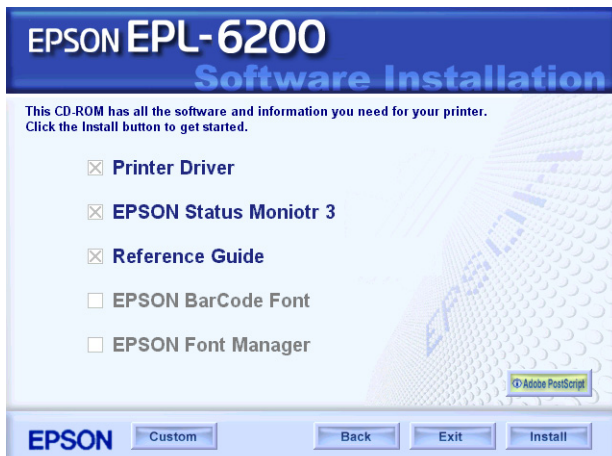 EPSON EPL-6200
Software Installation
This CD-ROM has all the software and information you need for your printer.
Click the Install button to get started.
Printer Driver
EPSON Status Moniotr 3
Reference Guide
EPSON BarCode Font
EPSON Font Manager
EPSON
Adobe PostScript
EPSON
Custom
Back
Exit
Install